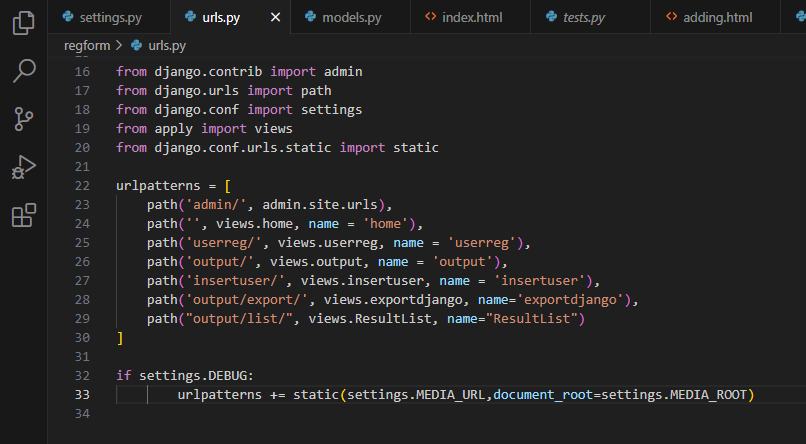 settings.py urls.py models.py index.html tests.py adding.html
regform > urls.py
16 from django.contrib import admin
17 from django.urls import path
18 from django.conf import settings
19 from apply import views
20 from django.conf.urls.static import static
21
22 urlpatterns = [
23 path('admin/', admin.site.urls),
24 path('', views.home, name = 'home'),
25 path('userreg/', views.userreg, name = 'userreg'),
26 path('output/', views.output, name = 'output'),
27 path('insertuser/', views.insertuser, name = 'insertuser'),
28 path('output/export/', views.exportdjango, name='exportdjango'),
29 path("output/list/", views.ResultList, name="ResultList")
30 ]
31
32 if settings.DEBUG:
33 urlpatterns += static(settings.MEDIA_URL,document_root=settings.MEDIA_ROOT)
34